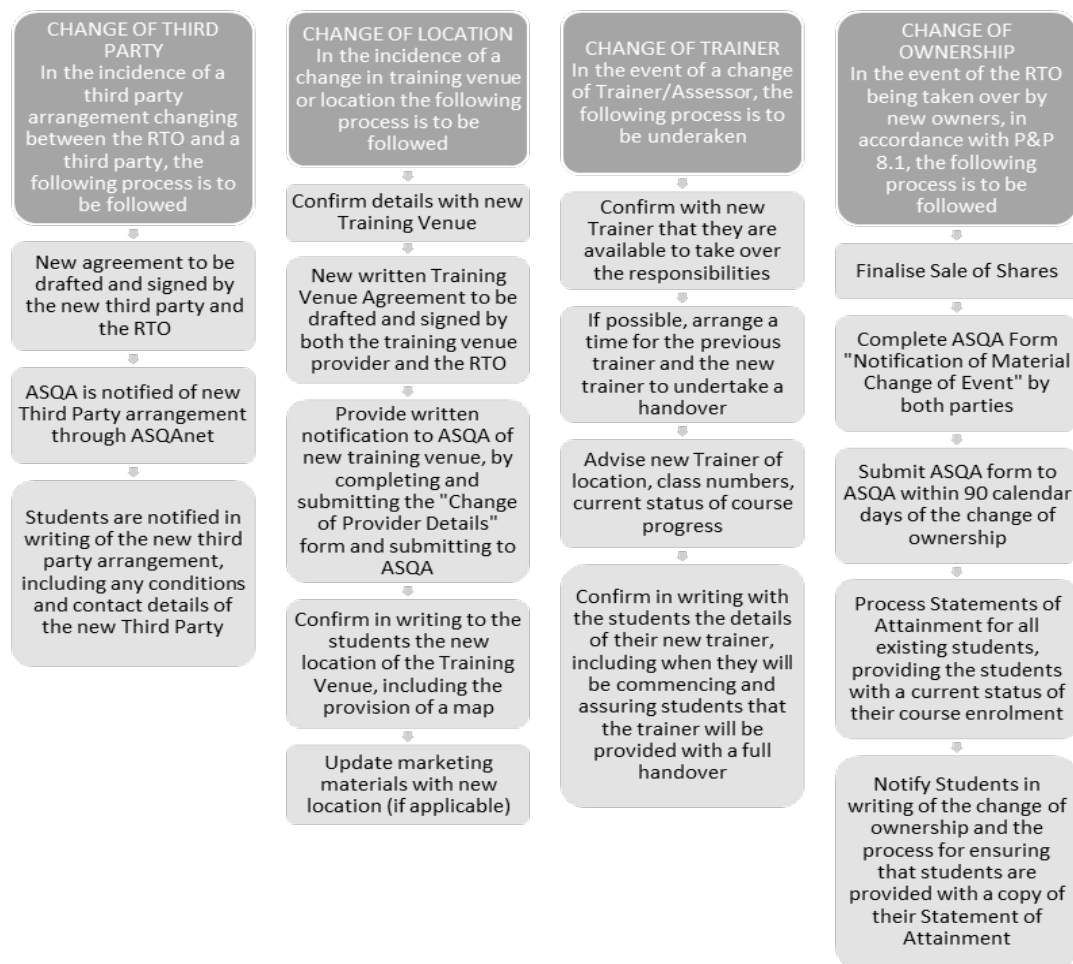 CHANGE OF THIRD
PARTY
In the incidence of a
third party
arrangement changing
between the RTO and a
third party, the
following process is to
be followed
New agreement to be
drafted and signed by
the new third party and
the RTO
ASQA is notified of new
Third Party arrangement
through ASQAnet
Students are notified in
writing of the new third
party arrangement,
including any conditions
and contact details of
the new Third Party
CHANGE OF LOCATION
In the incidence of a
change in training venue
or location the following
process is to be
followed
Confirm details with new
Training Venue
New written Training
Venue Agreement to be
drafted and signed by
both the training venue
provider and the RTO
Provide written
notification to ASQA of
new training venue, by
completing and
submitting the "Change
of Provider Details"
form and submitting to
ASQA
Confirm in writing to the
students the new
location of the Training
Venue, including the
provision of a map
Update marketing
materials with new
location (if applicable)
CHANGE OF TRAINER
In the event of a change
of Trainer/Assessor, the
following process is to
be underaken
Confirm with new
Trainer that they are
available to take over
the responsibilities
If possible, arrange a
time for the previous
trainer and the new
trainer to undertake a
handover
Advise new Trainer of
location, class numbers,
current status of course
progress
Confirm in writing with
the students the details
of their new trainer,
including when they will
be commencing and
assuring students that
the trainer will be
provided with a full
handover
CHANGE OF
OWNERSHIP
In the event of the RTO
being taken over by
new owners, in
accordance with P&P
8.1, the following
process is to be
followed
Finalise Sale of Shares
Complete ASQA Form
"Notification of Material
Change of Event" by
both parties
Submit ASQA form to
ASQA within 90 calendar
days of the change of
ownership
Process Statements of
Attainment for all
existing students,
providing the students
with a current status of
their course enrolment
Notify Students in
writing of the change of
ownership and the
process for ensuring
that students are
provided with a copy of
their Statement of
Attainment